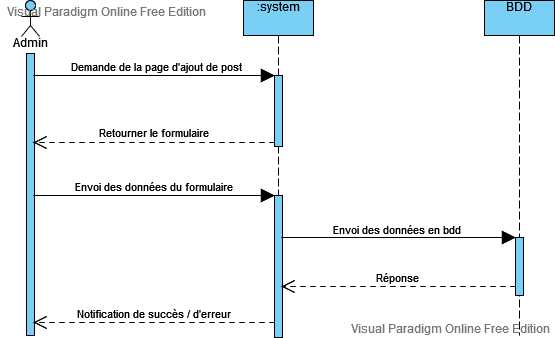 Visual Paradigm Online Free Edition
:system
BDD
Admin
Demande de la page d'ajout de post
Retourner le formulaire
Envoi des données du formulaire
Envoi des données en bdd
Réponse
Notification de succès / d'erreur
Visual Paradigm Online Free Edition